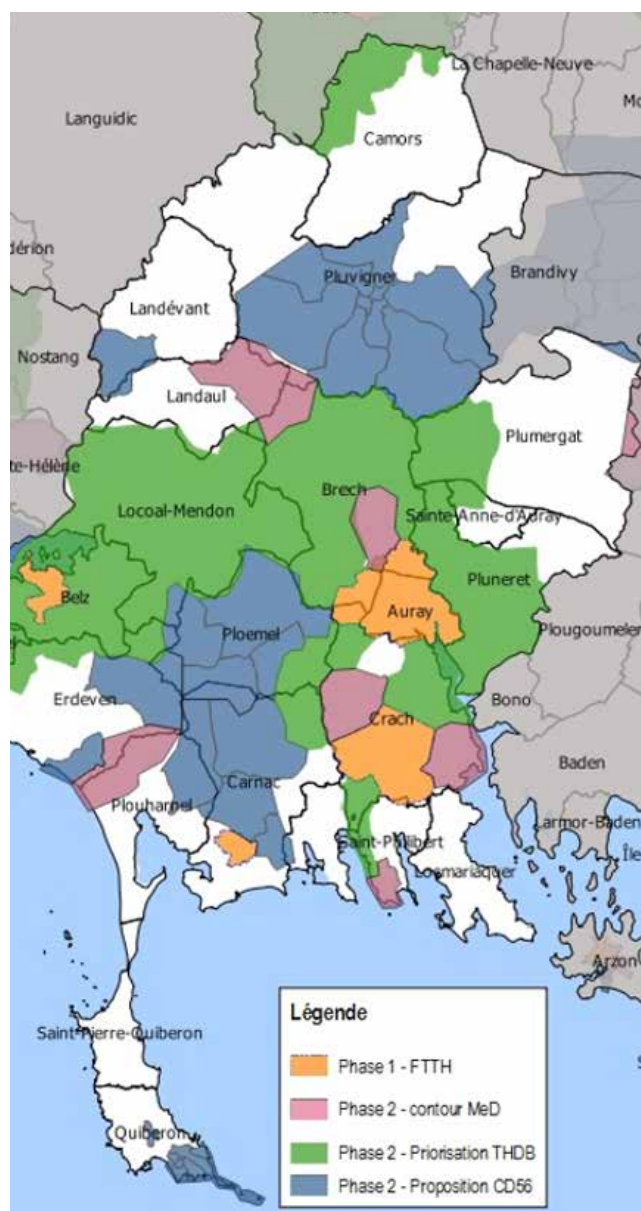 La Chapelle-Neuve
Languidic
Camors
Pluvigner
Brandivy
Landévant
Nostang
Landaul
Plumergat
Brech
Locoal-Mendon
Sainte-Anne-d'Auray
Pluneret
Belz
Auray
Ploemel
Plougoumelen
Erdeven
Bono
Crach
Baden
Carnac
Plouharnel
Larmor-Baden
Saint-Philibert
Locmariaquer
Île
Arzon
Légende
Saint-Pierre-Quiberon
Phase 1 - FTTH
Phase 2 - contour MeD
Quiberon
Phase 2 - Priorisation THDB
Phase 2 - Proposition CD56